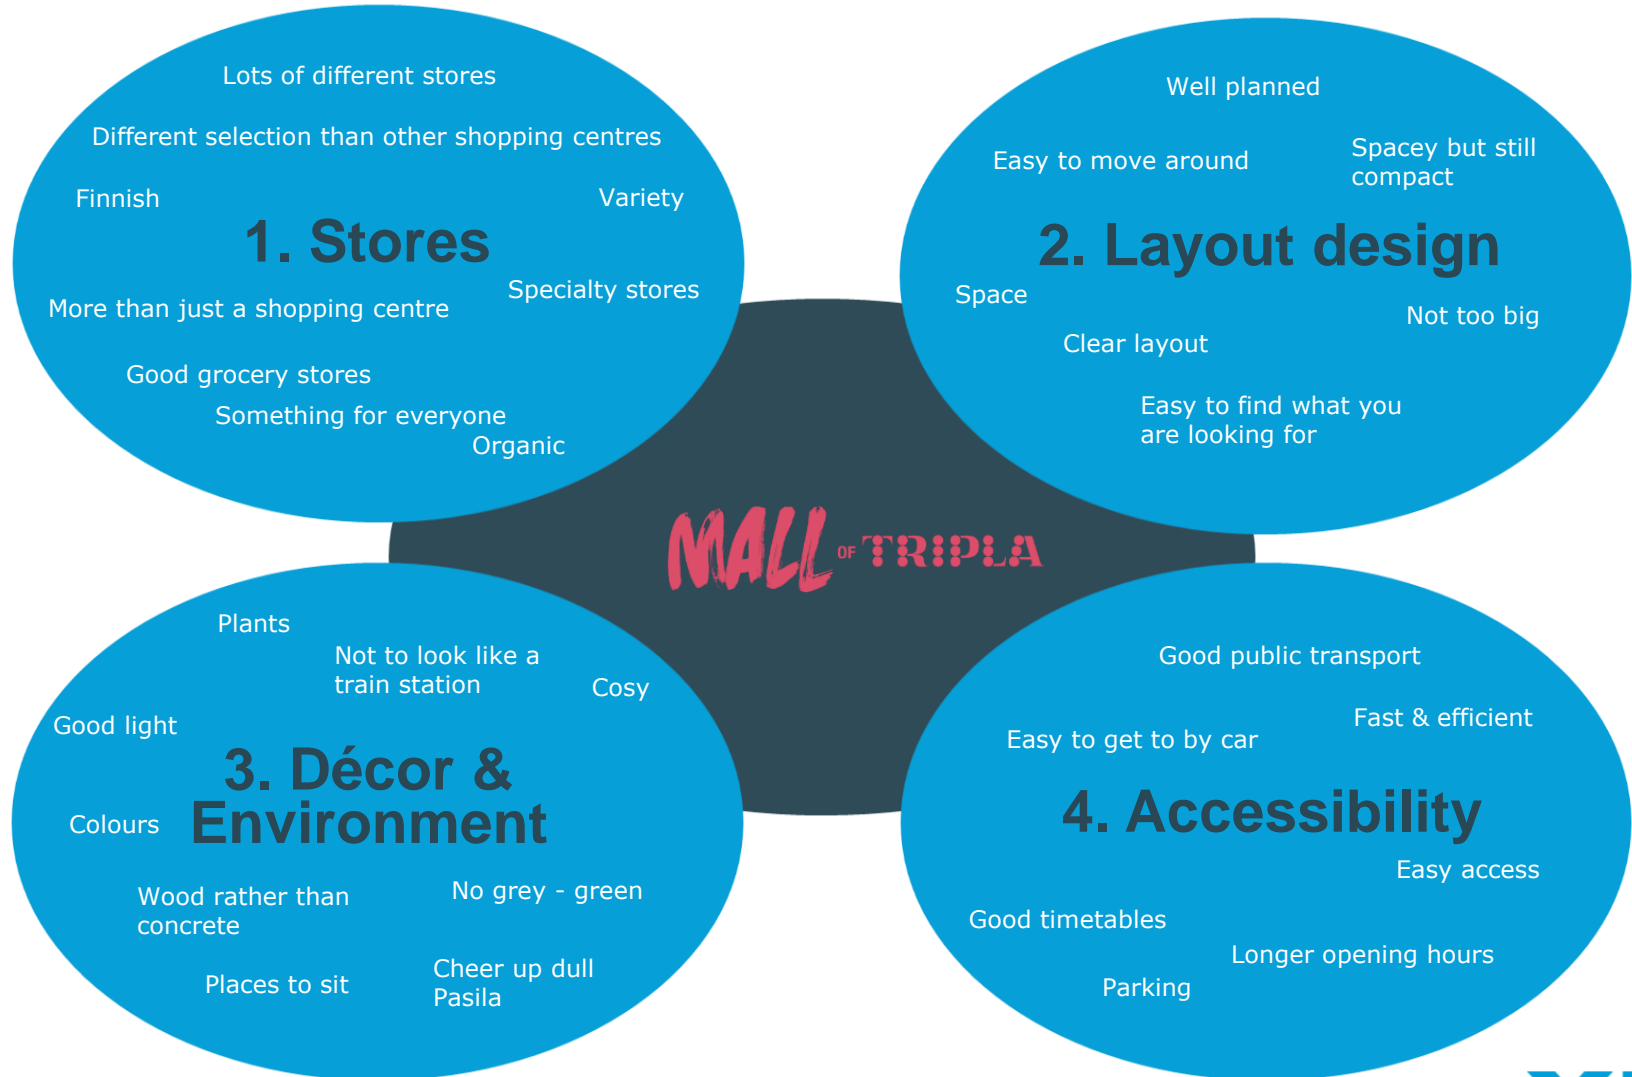 Lots of different stores
Different selection than other shopping centres
Finnish
Variety
1. Stores
Specialty stores
More than just a shopping centre
Good grocery stores
Something for everyone
Organic
Well planned
Easy to move around
Spacey but still
compact
2. Layout design
Space
Not too big
Clear layout
Easy to find what you
are looking for
MALL OF TRIPLA
Plants
Not to look like a
train station
Cosy
Good light
3. Décor &
Environment
Colours
Wood rather than
concrete
No grey - green
Places to sit
Cheer up dull
Pasila
Good public transport
Fast & efficient
Easy to get to by car
4. Accessibility
Easy access
Good timetables
Longer opening hours
Parking